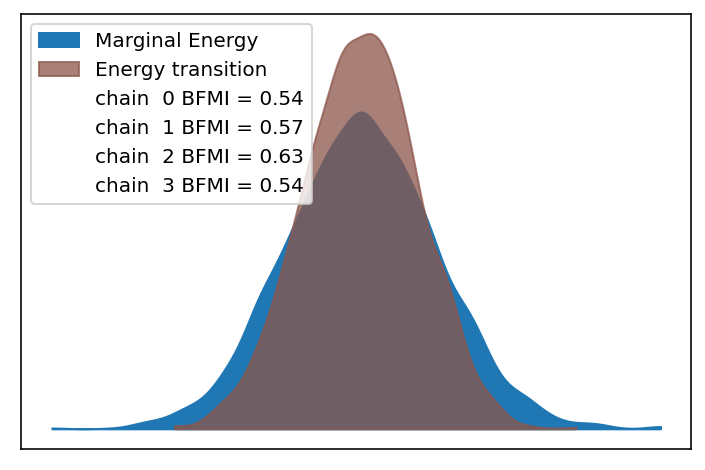 Marginal Energy
Energy transition
chain  0 BFMI = 0.54
chain  1 BFMI = 0.57
chain  2 BFMI = 0.63
chain  3 BFMI = 0.54